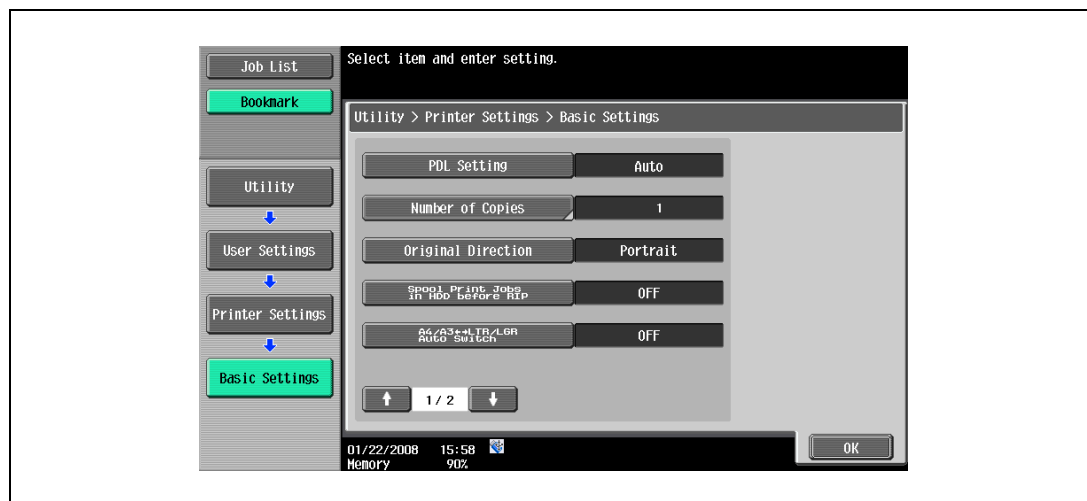 Job List
Bookmark
Select item and enter setting.
Utility > Printer Settings > Basic Settings
Utility
User Settings
Printer Settings
Basic Settings
PDL Setting Auto
Number of Copies 1
Original Direction Portrait
Spool Print Jobs
in HDD before RIP OFF
A4/A3↔LTR/LGR
Auto Switch OFF
↑ 1/ 2 ↓
01/22/2008 15:58
Memory 90%
OK